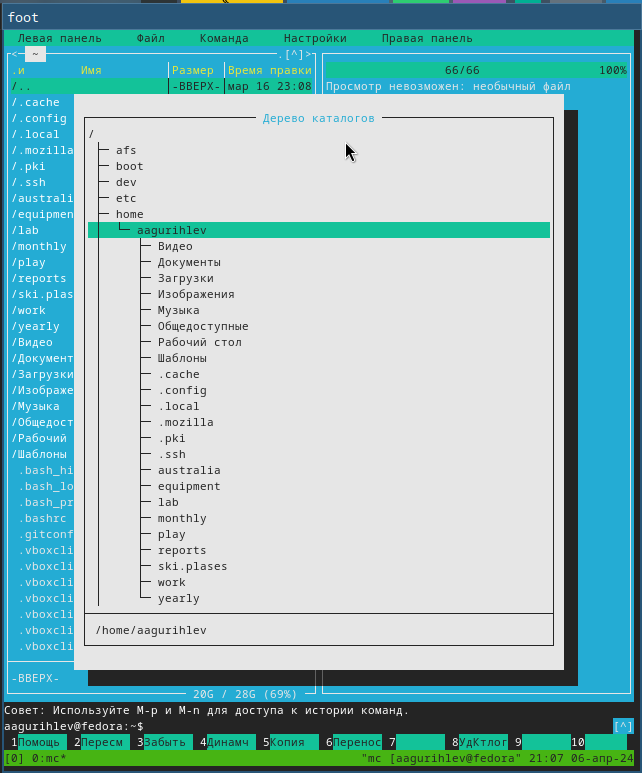 foot
Левая панель Файл Команда Настройки Правая панель
<─ ~ .[^]>
.и Имя Размер Время правки 66/66 100%
/.. -ВВЕРХ- мар 16 23:08 Просмотр невозможен: необычный файл
/.cache
/.config Дерево каталогов
/.local /
/.mozilla afs
/.pki boot
/.ssh dev
/australi etc
/equipmen home
/lab aagurihlev
/monthly Видео
/play Документы
/reports Загрузки
/ski.plas Изображения
/work Музыка
/yearly Общедоступные
/Видео Рабочий стол
/Документ Шаблоны
/Загрузки .cache
/Изображе .config
/Музыка .local
/Общедост .mozilla
/Рабочий .pki
/Шаблоны .ssh
.bash_hi australia
.bash_lo equipment
.bash_pr lab
.bashrc monthly
.gitconf play
.vboxcli reports
.vboxcli ski.plases
.vboxcli work
.vboxcli yearly
.vboxcli
.vboxcli /home/aagurihlev
.vboxcli
-ВВЕРХ-
20G / 28G (69%)
Совет: Используйте M-p и M-n для доступа к истории команд.
aagurihlev@fedora:~$ [^]
1Помощь 2Пересм 3Забыть 4Динамч 5Копия 6Перенос 7 8УдКтлог 9 10
[0] 0:mc* "mc [aagurihlev@fedora" 21:07 06-апр-24